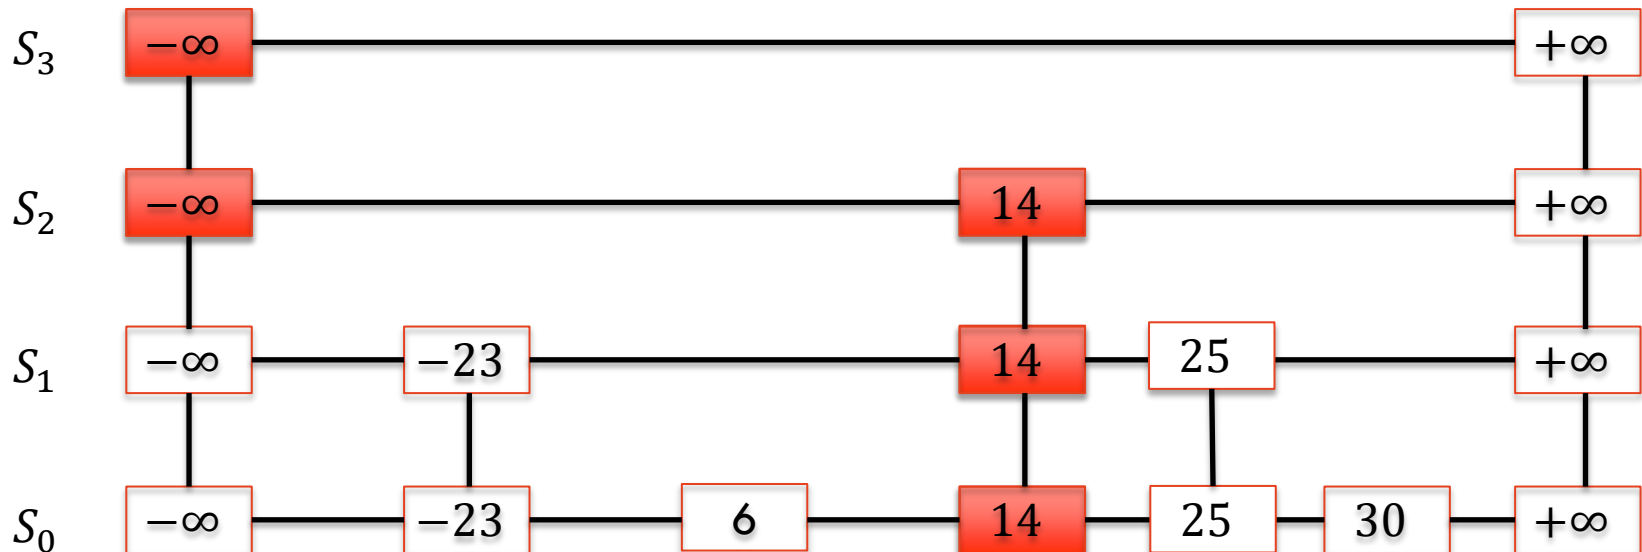 S₃ −∞ +∞
S₂ −∞ 14 +∞
S₁ −∞ −23 14 25 +∞
S₀ −∞ −23 6 14 25 30 +∞